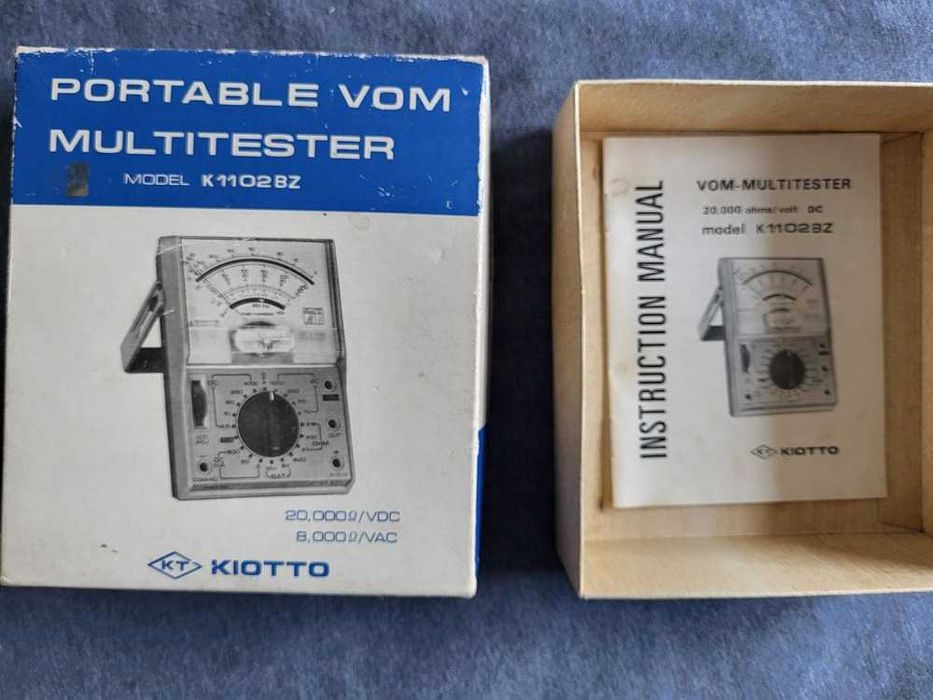 PORTABLE VOM
MULTITESTER
MODEL K1102BZ
20,000Ω/VDC
8,000Ω/VAC
KT KIOTTO
INSTRUCTION MANUAL
VOM-MULTITESTER
20,000 ohms/volt DC
model K1102BZ
KT KIOTTO